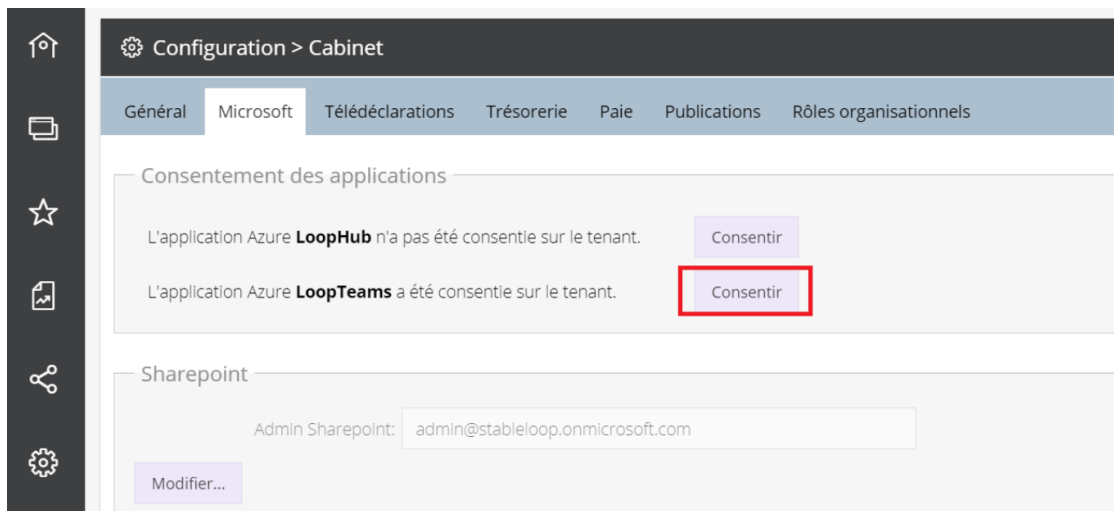 Configuration > Cabinet
Général Microsoft Télédéclarations Trésorerie Paie Publications Rôles organisationnels
Consentement des applications
L'application Azure LoopHub n'a pas été consentie sur le tenant. Consentir
L'application Azure LoopTeams a été consentie sur le tenant. Consentir
Sharepoint
Admin Sharepoint: admin@stableloop.onmicrosoft.com
Modifier...